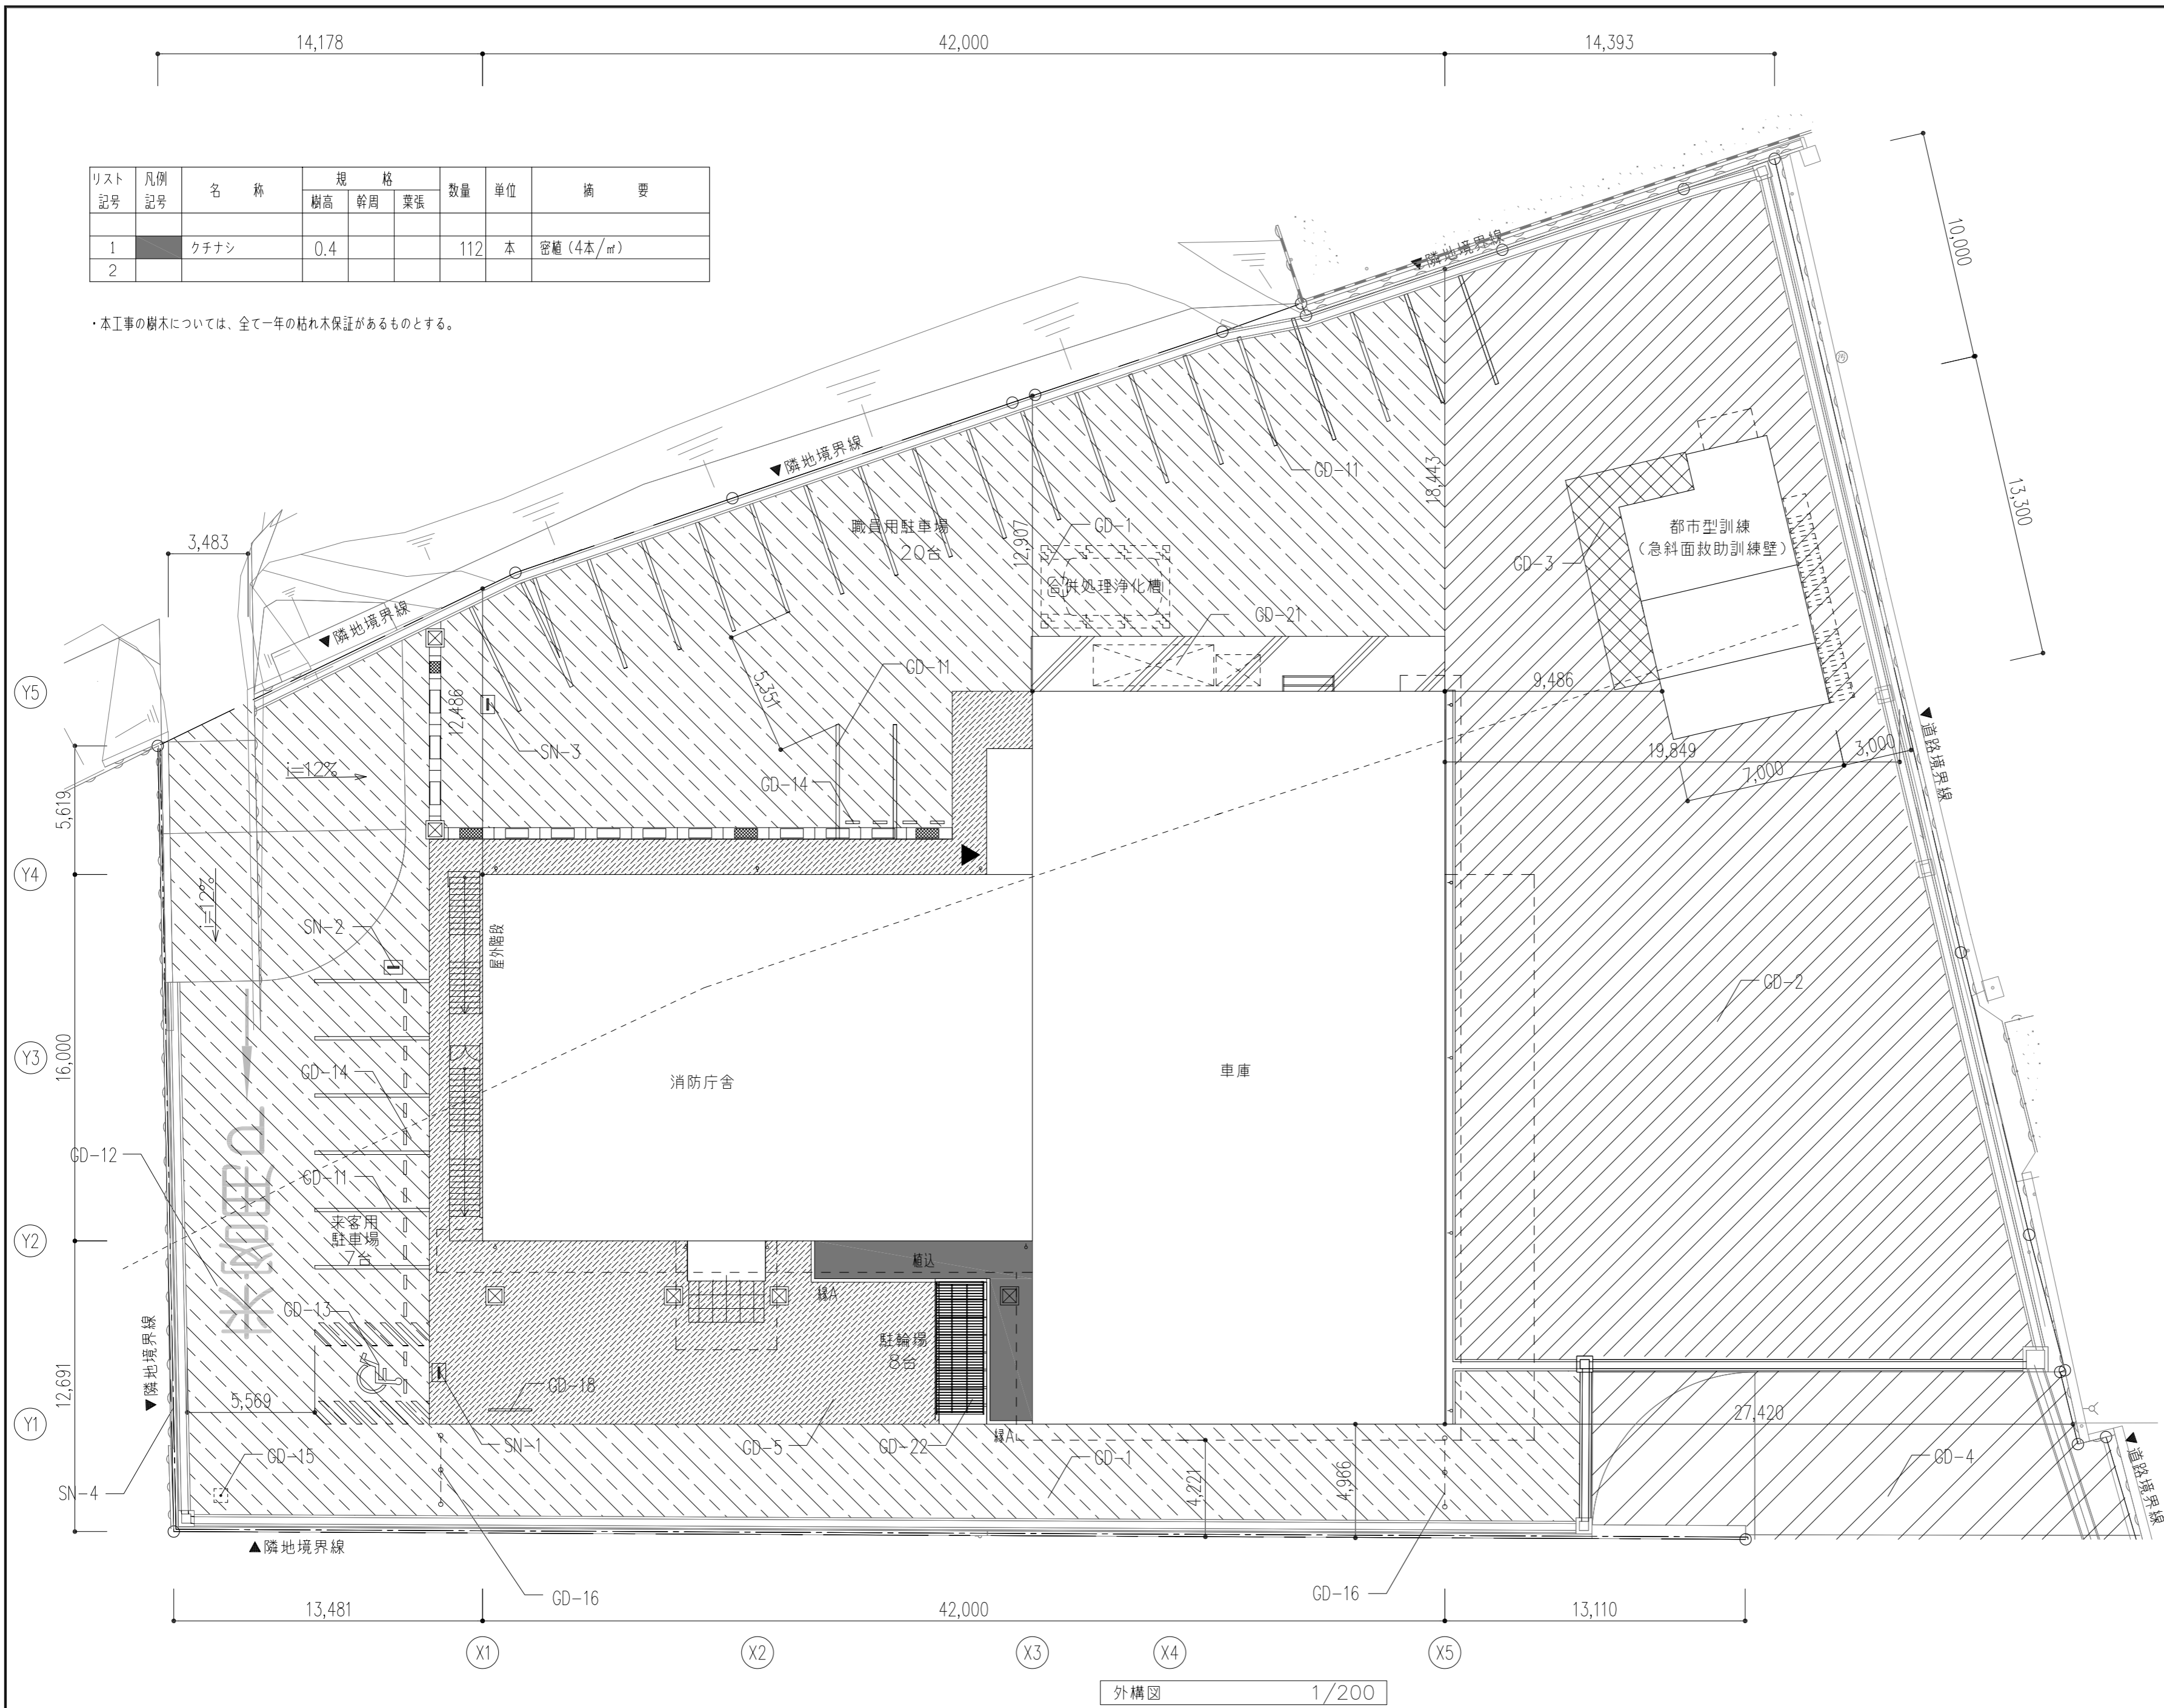 14,178
42,000
14,393
リスト記号 凡例記号 名称 規格 数量 単位 摘要
樹高 幹周 葉張
1 クチナシ 0.4 112 本 密植（4本/㎡）
2
・本工事の樹木については、全て一年の枯れ木保証があるものとする。
10,000
13,300
▼隣地境界線
▼隣地境界線
▼隣地境界線
3,483
GD-11
18,443
職員用駐車場
20台
12,907
GD-1
合併処理浄化槽
GD-21
都市型訓練
（急斜面救助訓練壁）
GD-3
Y5
12,486
SN-3
5,351
GD-11
GD-14
9,486
19,849
3,000
7,000
▼道路境界線
i=12%
5,619
Y4
i=12%
SN-2
屋外階段
GD-2
Y3
16,000
GD-14
消防庁舎
車庫
GD-12
GD-11
来客用
駐車場
7台
来・救用P
Y2
植込
縁A
GD-13
駐輪場
8台
▼隣地境界線
12,691
5,569
GD-18
Y1
SN-1
GD-5
GD-22
縁A
GD-1
27,420
GD-15
SN-4
4,221
4,966
GD-4
▼道路境界線
▲隣地境界線
GD-16
GD-16
13,481
42,000
13,110
X1
X2
X3
X4
X5
外構図 1/200